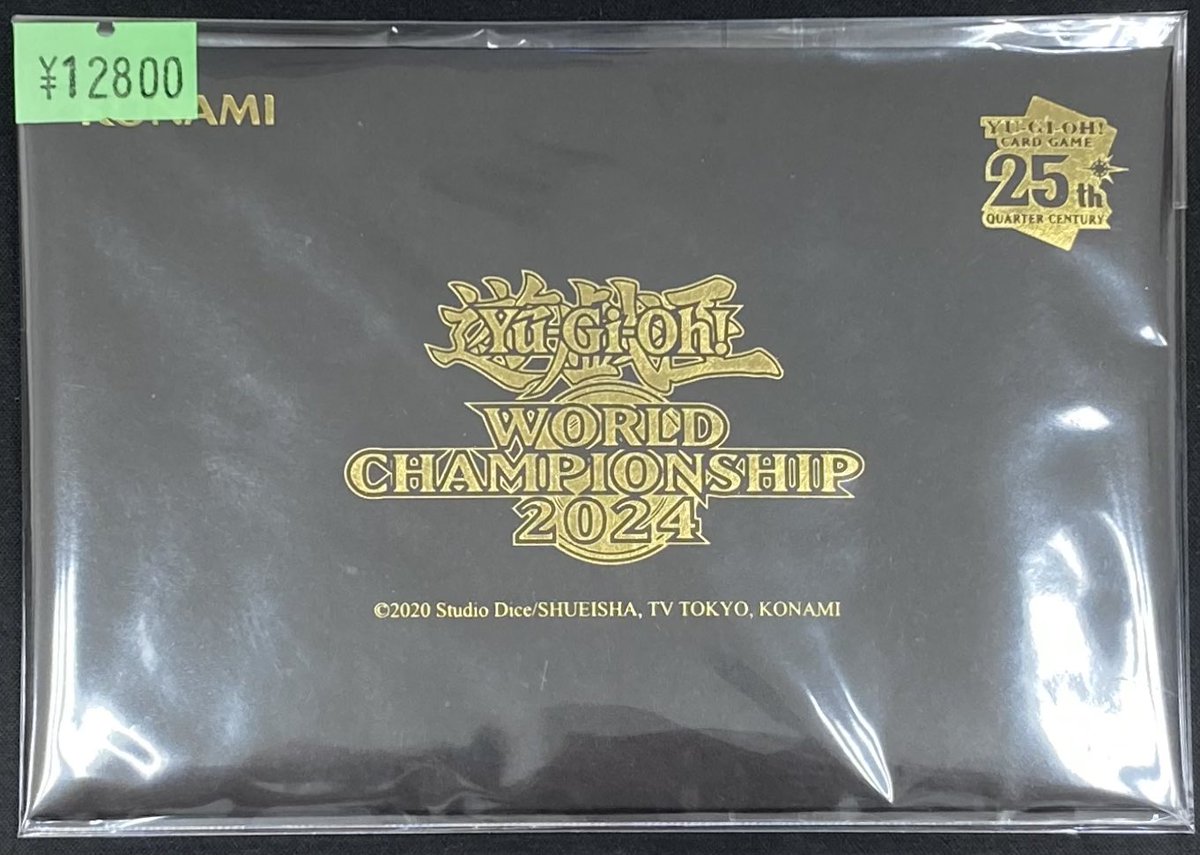 ¥12800
KONAMI
YU-GI-OH!
CARD GAME
25th
QUARTER CENTURY
遊戯王
Yu-Gi-Oh!
WORLD
CHAMPIONSHIP
2024
©2020 Studio Dice/SHUEISHA, TV TOKYO, KONAMI